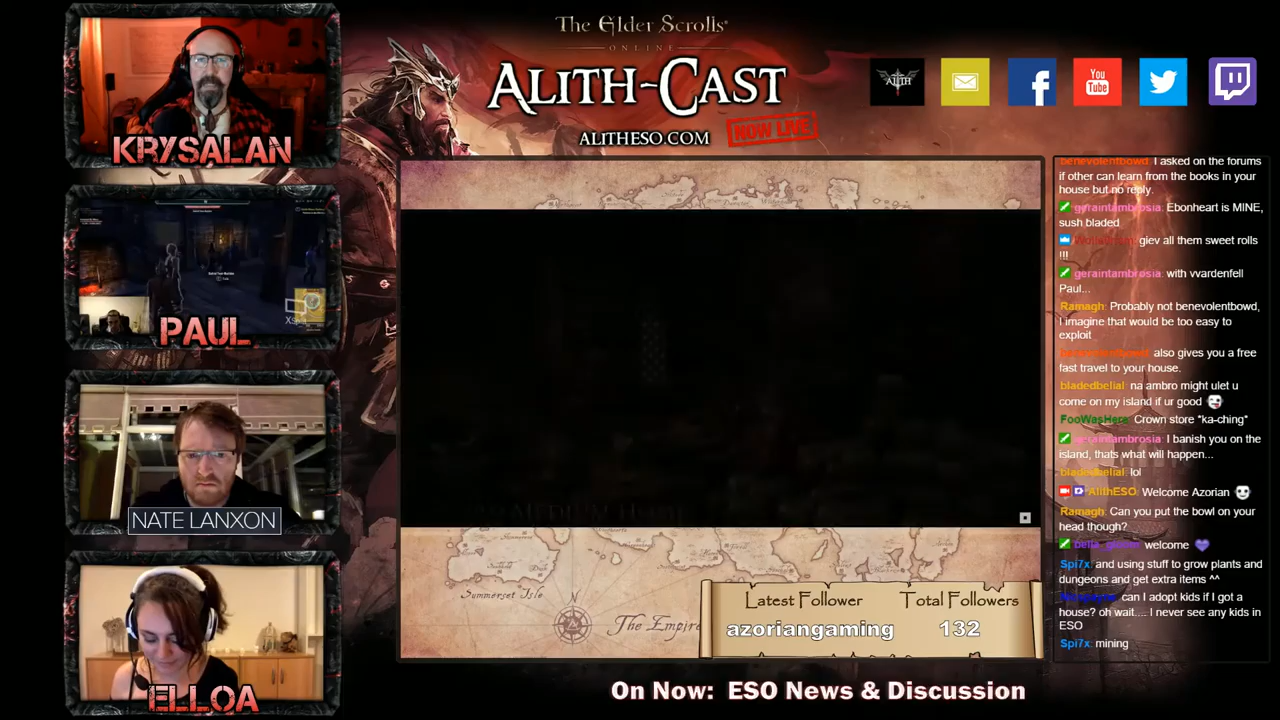 The Elder Scrolls
ONLINE
ALITH-CAST
ALITHESO.COM
NOW LIVE
ALITH
You
Tube
KRYSALAN
PAUL
NATE LANXON
ELLOA
benevolentbowd: I asked on the forums
if other can learn from the books in your
house but no reply.
geraintambrosia: Ebonheart is MINE,
sush bladed
giev all them sweet rolls
!!!
geraintambrosia: with vvardenfell
Paul...
Ramagh: Probably not benevolentbowd,
I imagine that would be too easy to
exploit
benevolentbowd: also gives you a free
fast travel to your house.
bladedbelial: na ambro might ulet u
come on my island if ur good
FooWasHere: Crown store *ka-ching*
geraintambrosia: I banish you on the
island, thats what will happen...
bladedbelial: lol
AlithESO: Welcome Azorian
Ramagh: Can you put the bowl on your
head though?
welcome
Spi7x: and using stuff to grow plants and
dungeons and get extra items ^^
can I adopt kids if I got a
house? oh wait.... I never see any kids in
ESO
Spi7x: mining
Summerset Isle
N
The Empire
Latest Follower
azoriangaming
Total Followers
132
On Now: ESO News & Discussion